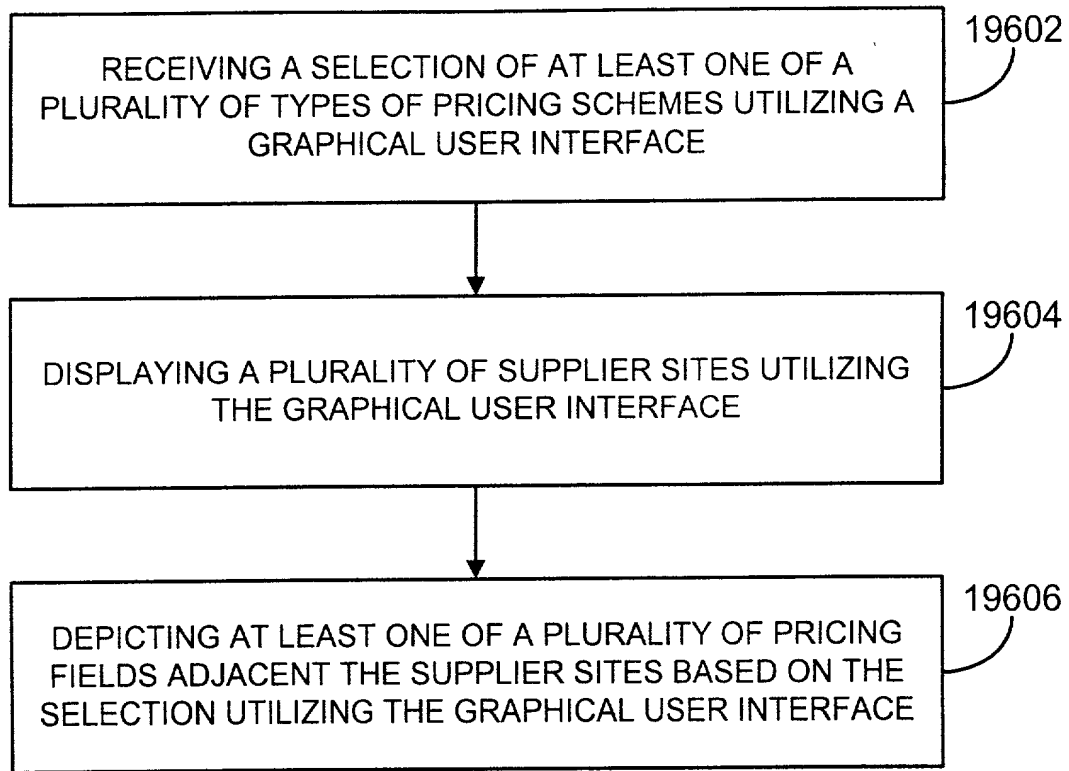 19602
RECEIVING A SELECTION OF AT LEAST ONE OF A
PLURALITY OF TYPES OF PRICING SCHEMES UTILIZING A
GRAPHICAL USER INTERFACE
19604
DISPLAYING A PLURALITY OF SUPPLIER SITES UTILIZING
THE GRAPHICAL USER INTERFACE
19606
DEPICTING AT LEAST ONE OF A PLURALITY OF PRICING
FIELDS ADJACENT THE SUPPLIER SITES BASED ON THE
SELECTION UTILIZING THE GRAPHICAL USER INTERFACE